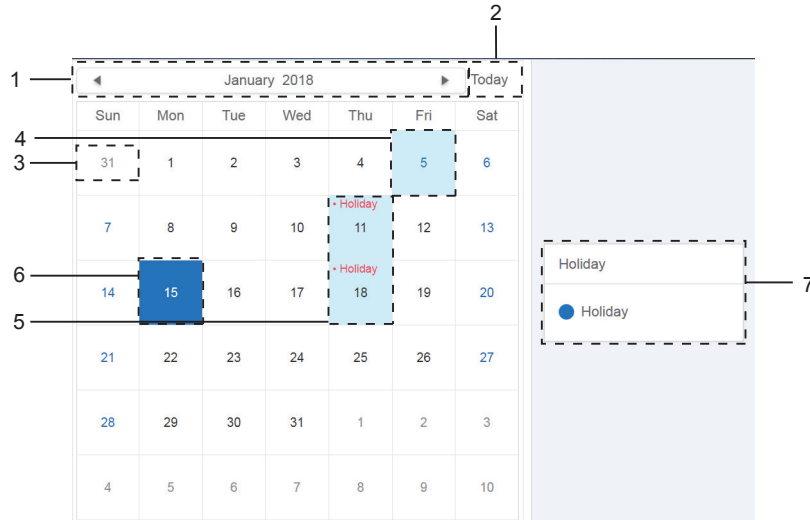 2
1
January 2018
Today
Sun Mon Tue Wed Thu Fri Sat
4
3
31 1 2 3 4 5 6
• Holiday
7 8 9 10 11 12 13
6
• Holiday
14 15 16 17 18 19 20
5
Holiday
Holiday
7
21 22 23 24 25 26 27
28 29 30 31 1 2 3
4 5 6 7 8 9 10